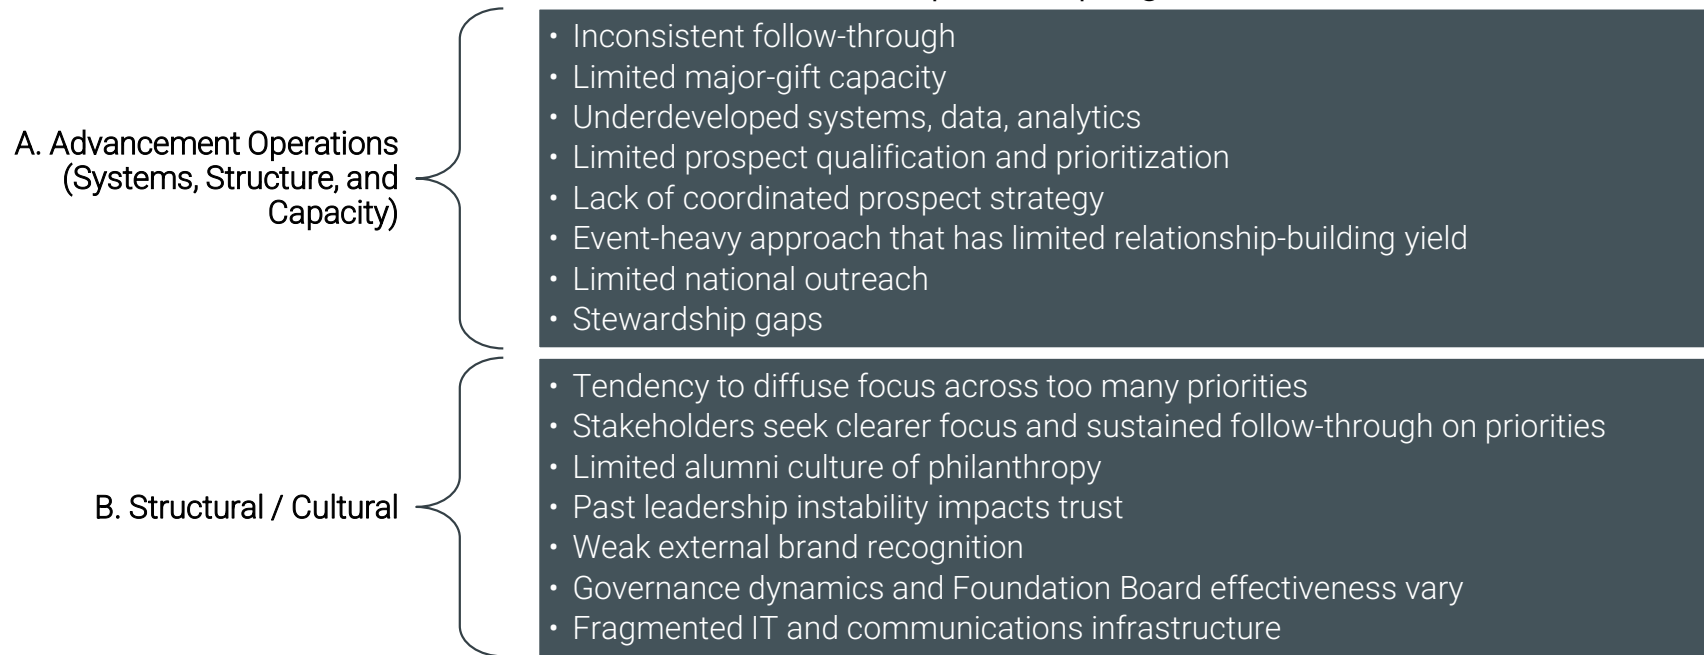 A. Advancement Operations
(Systems, Structure, and
Capacity)
• Inconsistent follow-through
• Limited major-gift capacity
• Underdeveloped systems, data, analytics
• Limited prospect qualification and prioritization
• Lack of coordinated prospect strategy
• Event-heavy approach that has limited relationship-building yield
• Limited national outreach
• Stewardship gaps
B. Structural / Cultural
• Tendency to diffuse focus across too many priorities
• Stakeholders seek clearer focus and sustained follow-through on priorities
• Limited alumni culture of philanthropy
• Past leadership instability impacts trust
• Weak external brand recognition
• Governance dynamics and Foundation Board effectiveness vary
• Fragmented IT and communications infrastructure